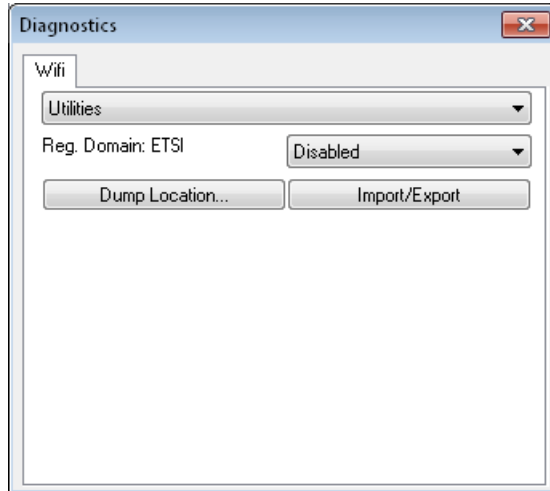 Diagnostics
Wifi
Utilities
Reg. Domain: ETSI
Disabled
Dump Location...
Import/Export